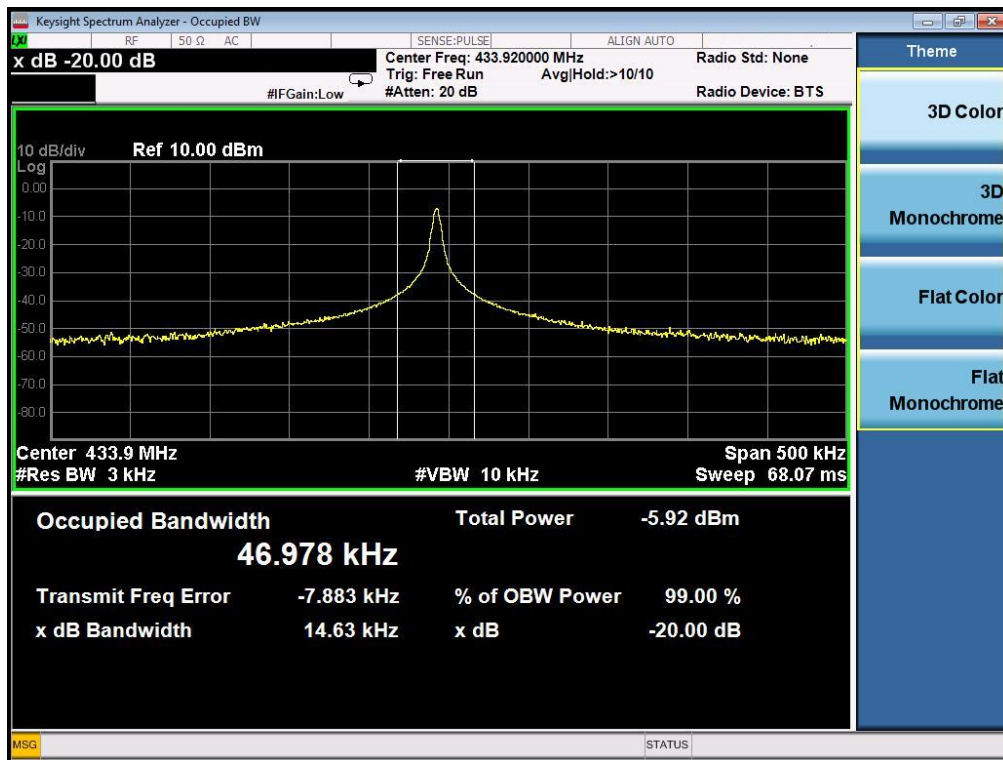 Keysight Spectrum Analyzer - Occupied BW
LXI RF 50 Ω AC SENSE:PULSE ALIGN AUTO
x dB -20.00 dB
Center Freq: 433.920000 MHz Radio Std: None
Trig: Free Run Avg|Hold:>10/10
#IFGain:Low #Atten: 20 dB Radio Device: BTS
10 dB/div Ref 10.00 dBm
Log
0.00
-10.0
-20.0
-30.0
-40.0
-50.0
-60.0
-70.0
-80.0
Center 433.9 MHz Span 500 kHz
#Res BW 3 kHz #VBW 10 kHz Sweep 68.07 ms
Occupied Bandwidth Total Power -5.92 dBm
46.978 kHz
Transmit Freq Error -7.883 kHz % of OBW Power 99.00 %
x dB Bandwidth 14.63 kHz x dB -20.00 dB
MSG STATUS
Theme
3D Color
3D
Monochrome
Flat Color
Flat
Monochrome